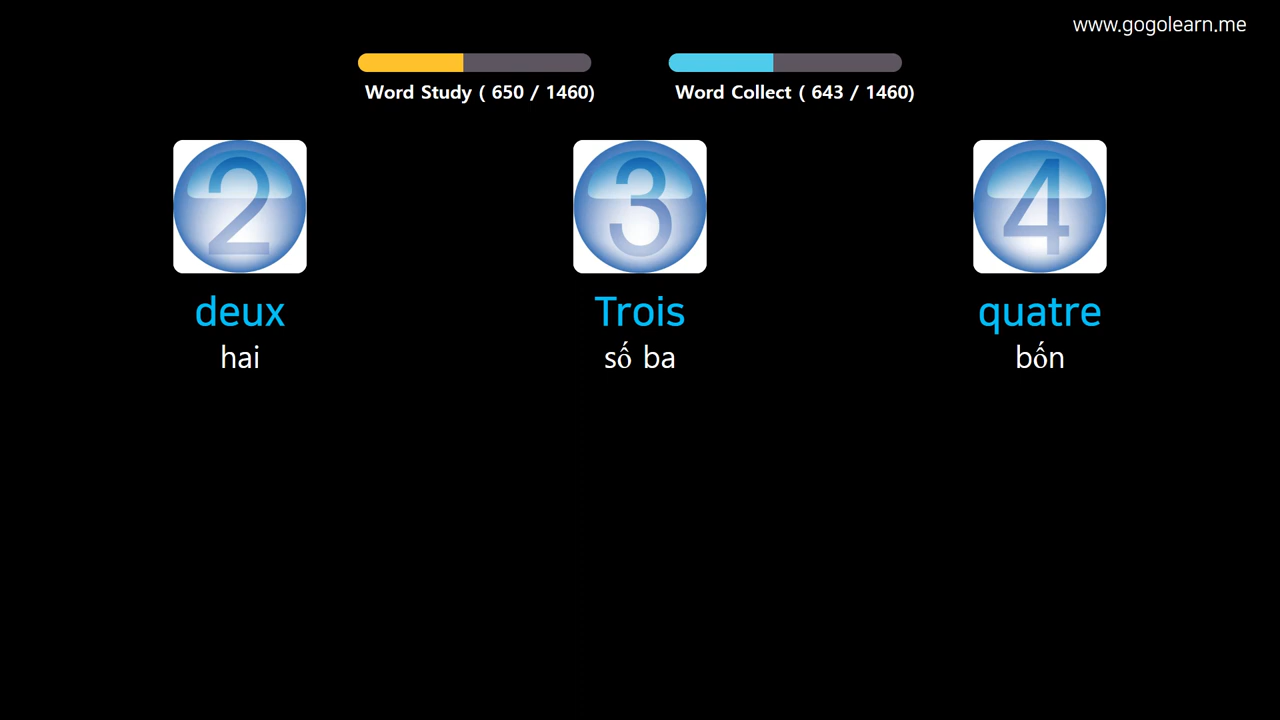 www.gogolearn.me
Word Study ( 650 / 1460)
Word Collect ( 643 / 1460)
2
3
4
deux
Trois
quatre
hai
số ba
bốn